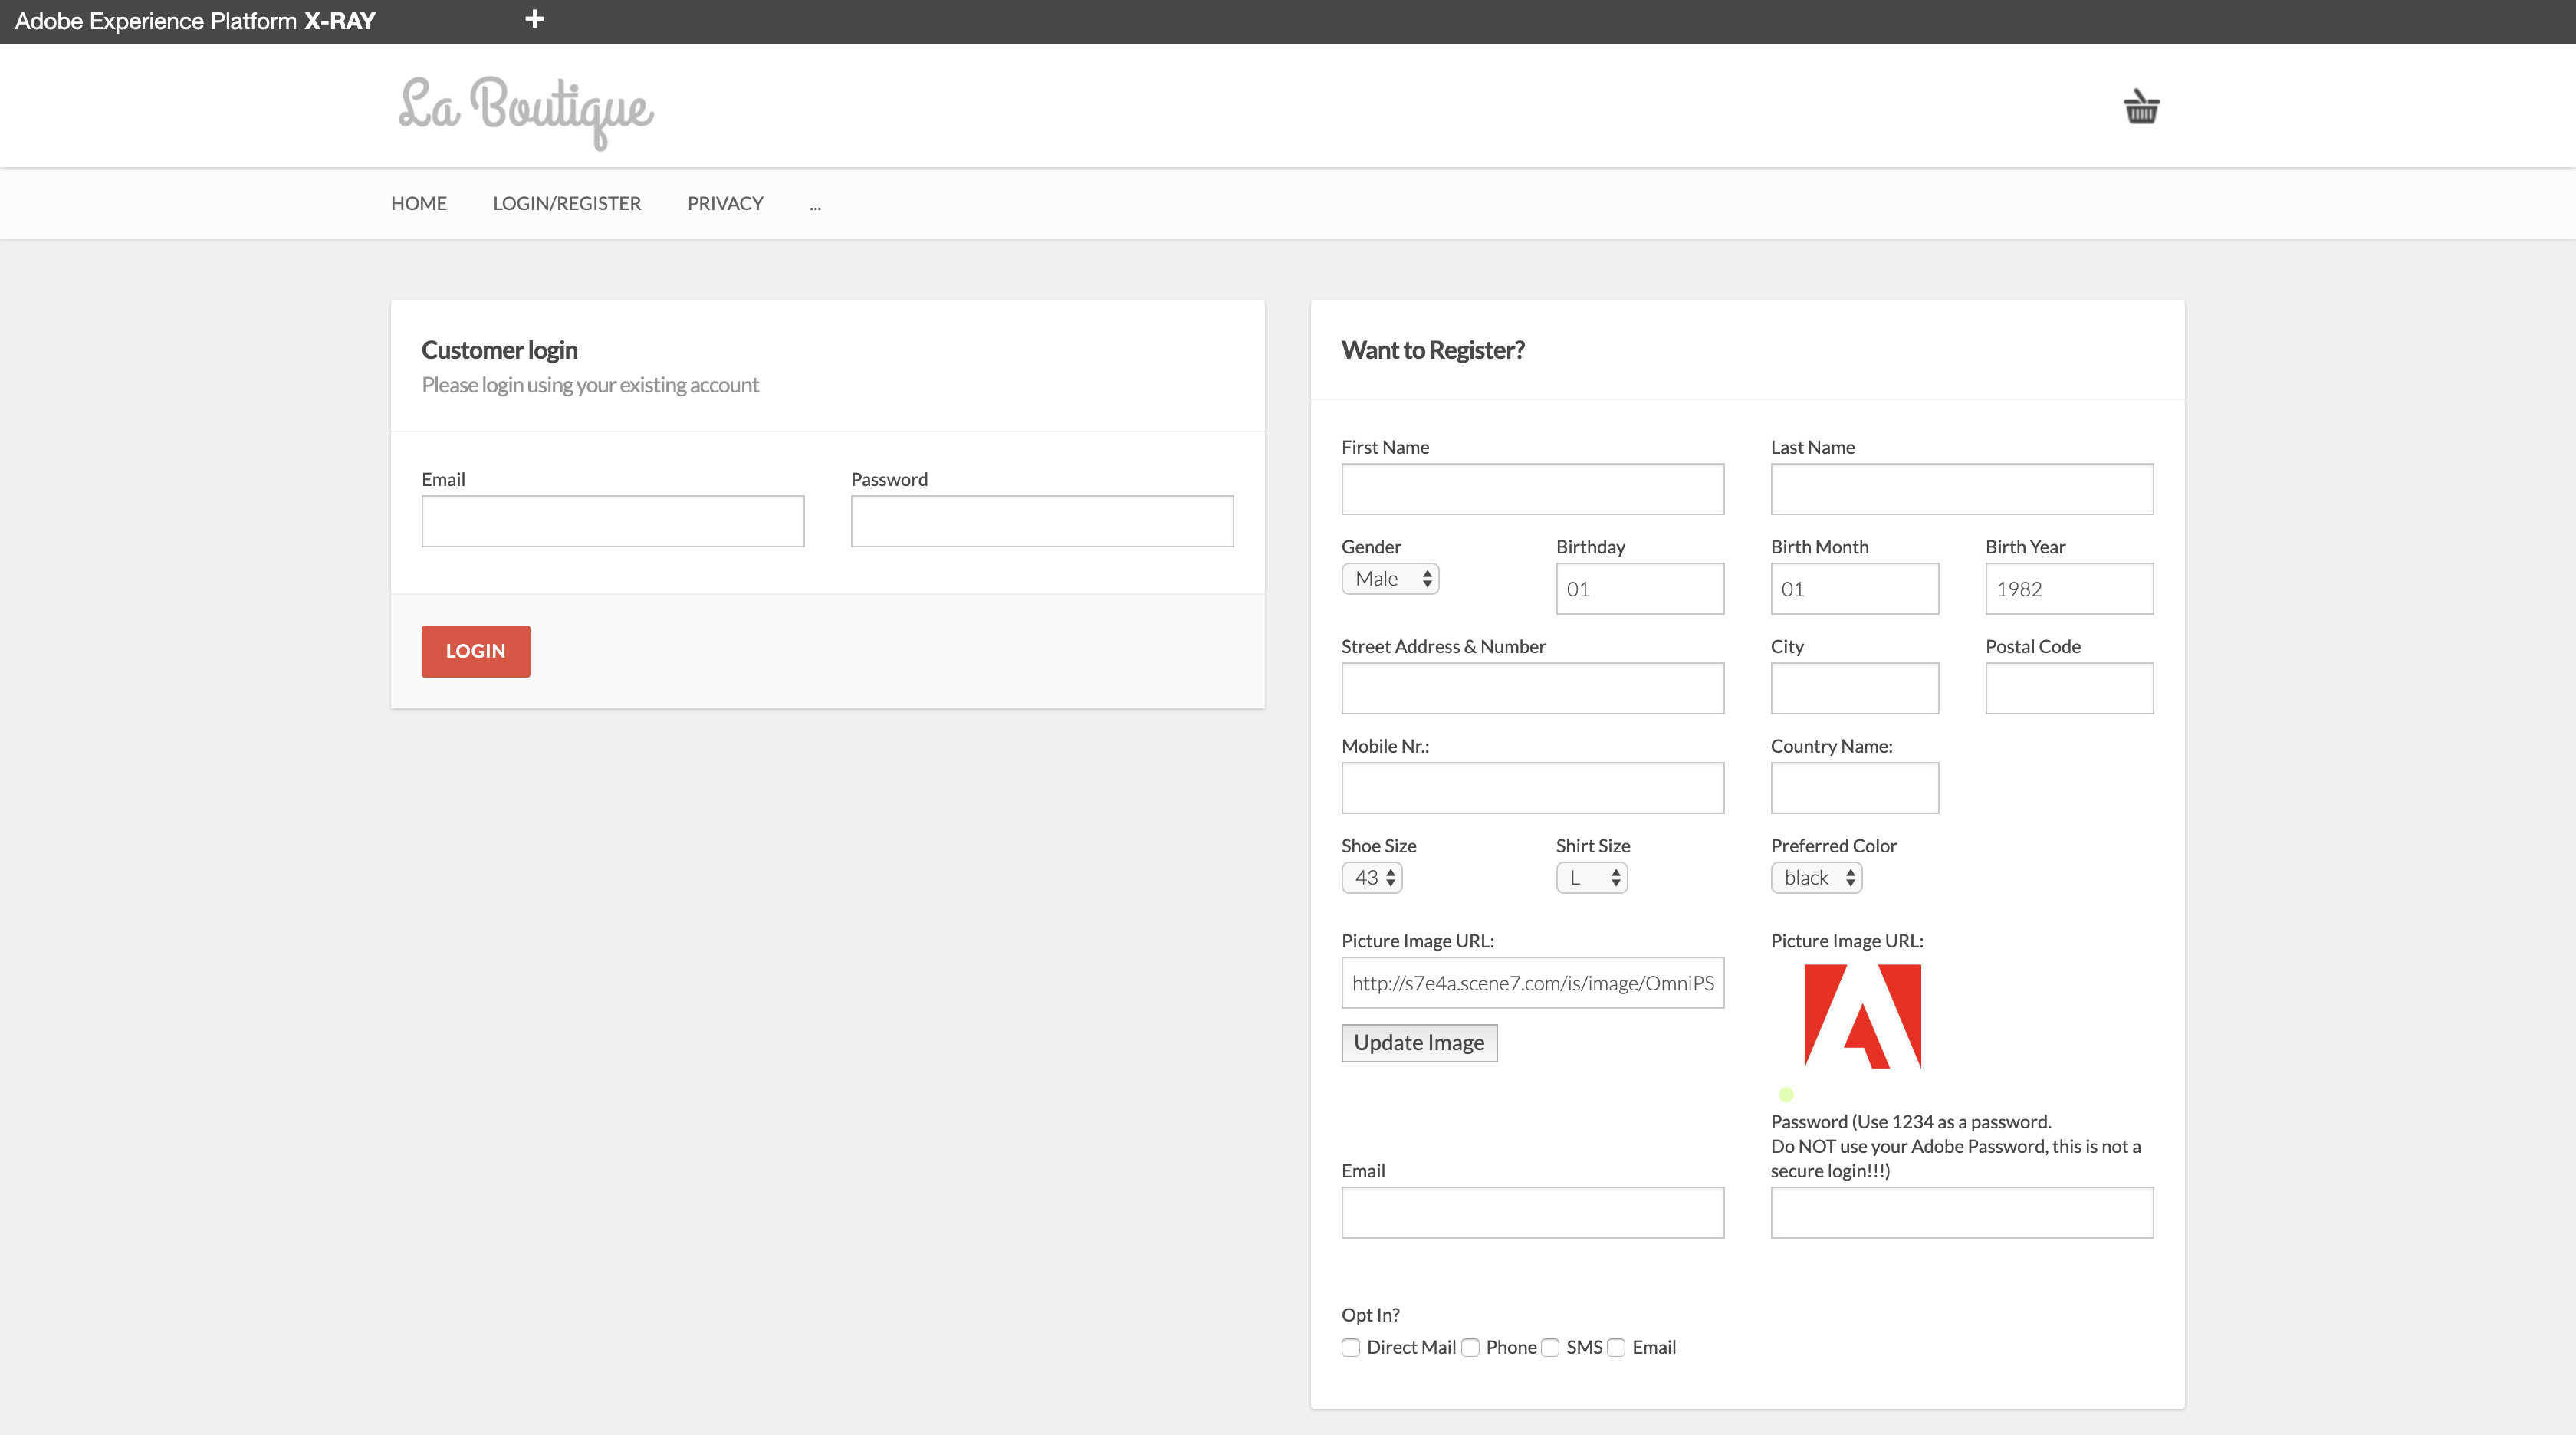 Adobe Experience Platform X-RAY +
La Boutique
HOME LOGIN/REGISTER PRIVACY ...
Customer login
Please login using your existing account
Email Password
LOGIN
Want to Register?
First Name Last Name
Gender Birthday Birth Month Birth Year
Male 01 01 1982
Street Address & Number City Postal Code
Mobile Nr.: Country Name:
Shoe Size Shirt Size Preferred Color
43 L black
Picture Image URL: Picture Image URL:
http://s7e4a.scene7.com/is/image/OmniPS
Update Image
Password (Use 1234 as a password.
Do NOT use your Adobe Password, this is not a
secure login!!!)
Email
Opt In?
Direct Mail Phone SMS Email